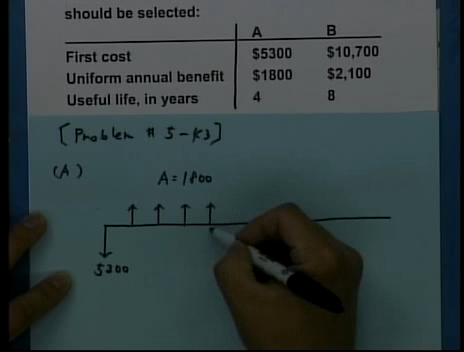 should be selected:
A B
First cost $5300 $10,700
Uniform annual benefit $1800 $2,100
Useful life, in years 4 8
[Problem # 5-K3]
(A)
A=1800
5300